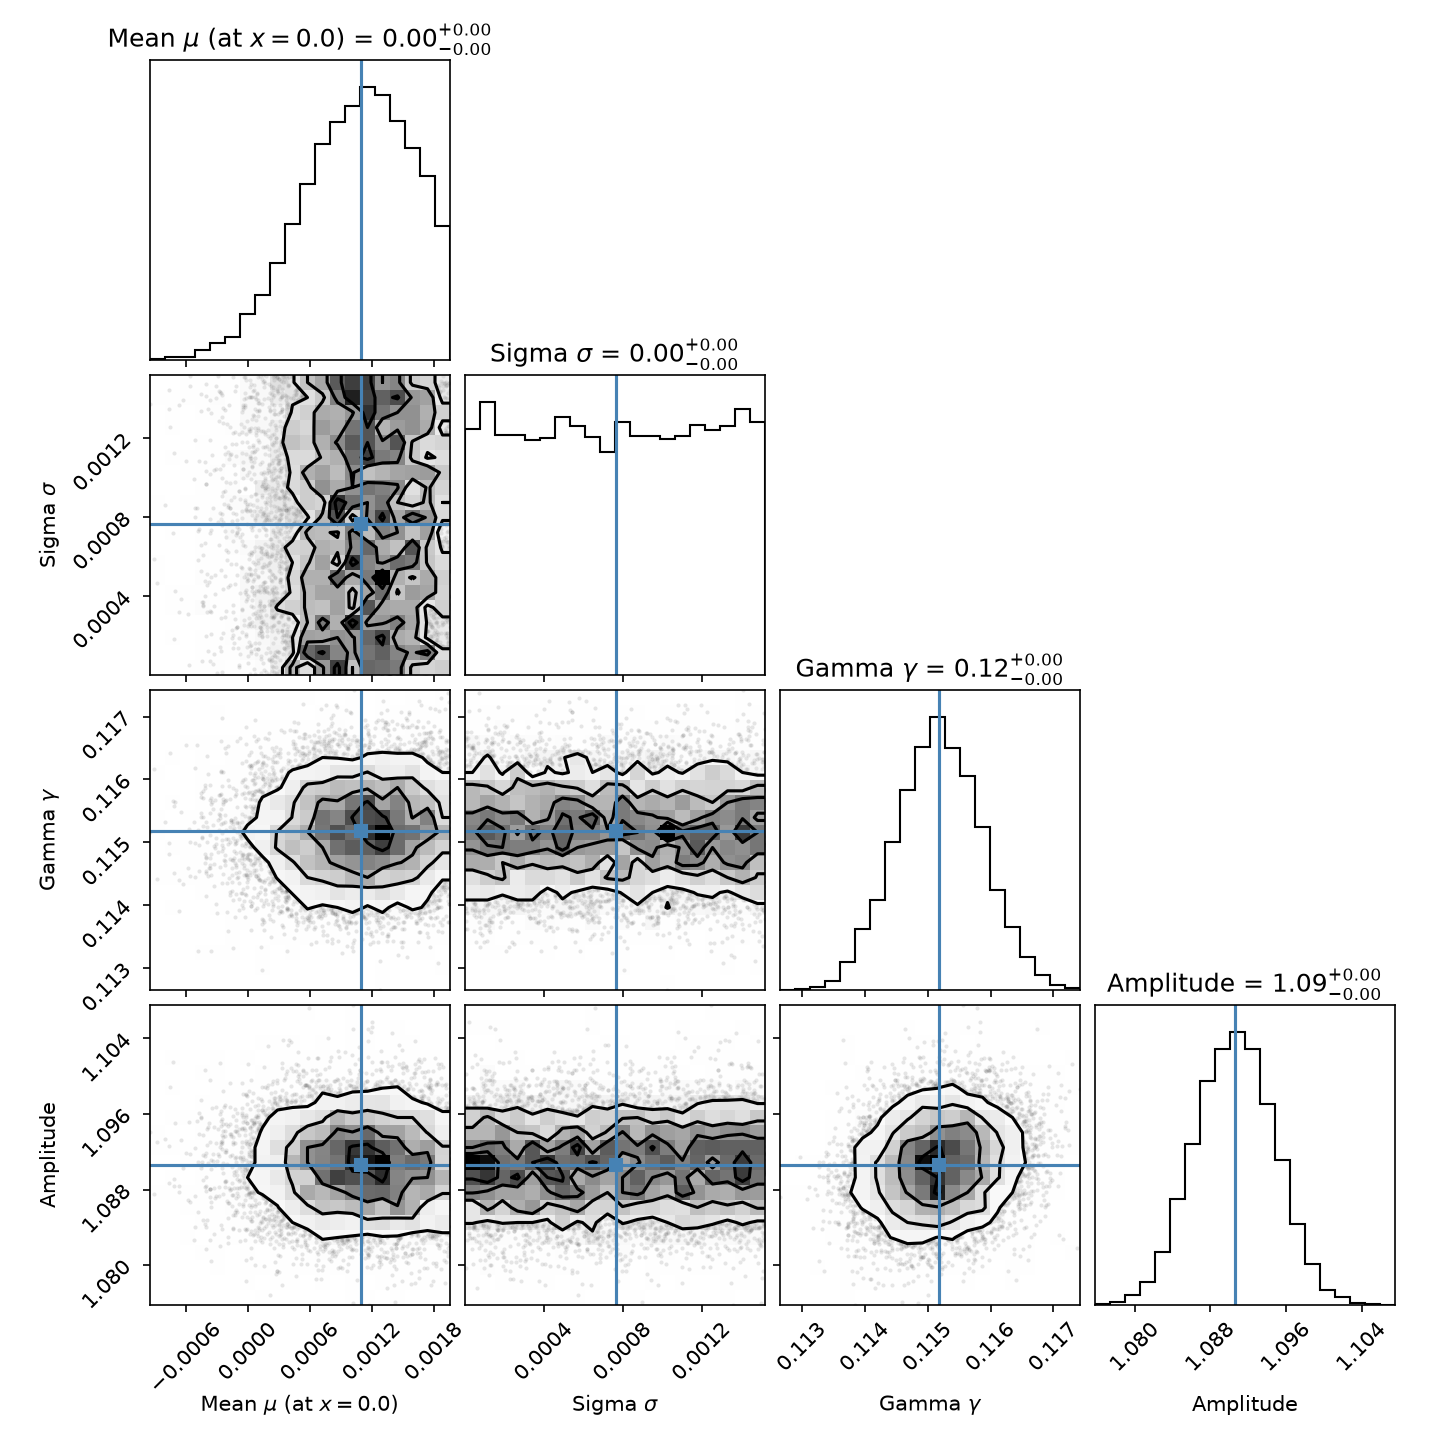 Mean μ (at x = 0.0) = 0.00+0.00−0.00
Sigma σ = 0.00+0.00−0.00
0.0012
0.0008
0.0004
Sigma σ
Gamma γ = 0.12+0.00−0.00
0.117
0.116
0.115
0.114
0.113
Gamma γ
Amplitude = 1.09+0.00−0.00
1.104
1.096
1.088
1.080
Amplitude
−0.0006 0.0000 0.0006 0.0012 0.0018 0.0004 0.0008 0.0012 0.113 0.114 0.115 0.116 0.117 1.080 1.088 1.096 1.104
Mean μ (at x = 0.0) Sigma σ Gamma γ Amplitude